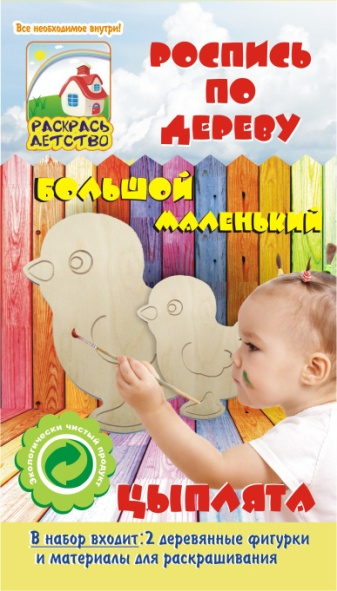 Все необходимое внутри!
РАСКРАСЬ
ДЕТСТВО
РОСПИСЬ
ПО
ДЕРЕВУ
БОЛЬШОЙ
МАЛЕНЬКИЙ
Экологически чистый продукт
ЦЫПЛЯТА
В набор входит: 2 деревянные фигурки
и материалы для раскрашивания